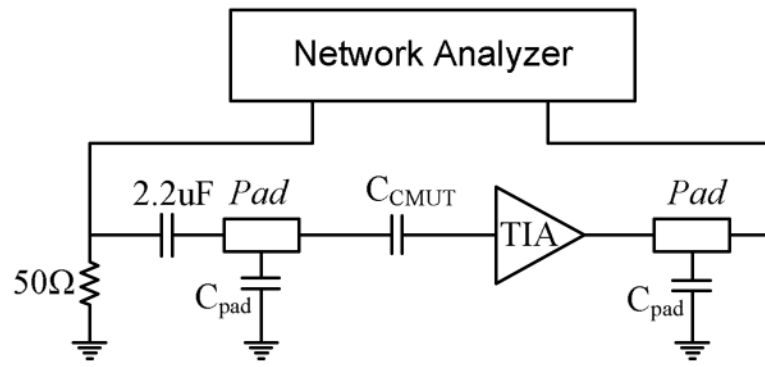 Network Analyzer
2.2uF Pad C_CMUT Pad
TIA
50Ω C_pad C_pad